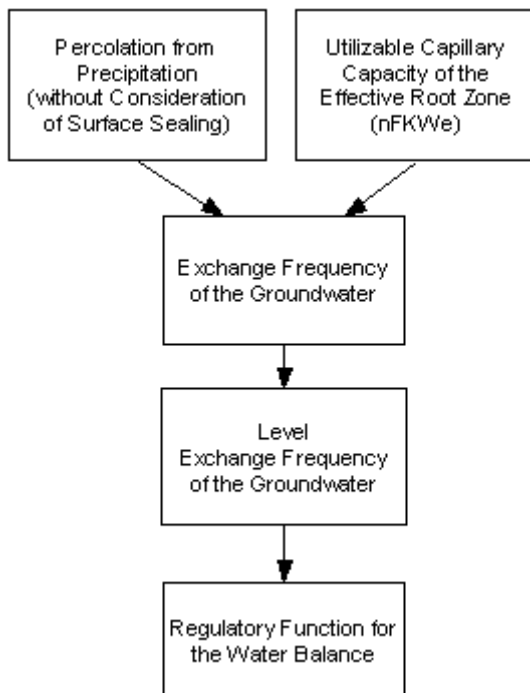 Percolation from
Precipitation
(without Consideration
of Surface Sealing)
Utilizable Capillary
Capacity of the
Effective Root Zone
(nFKWe)
Exchange Frequency
of the Groundwater
Level
Exchange Frequency
of the Groundwater
Regulatory Function for
the Water Balance